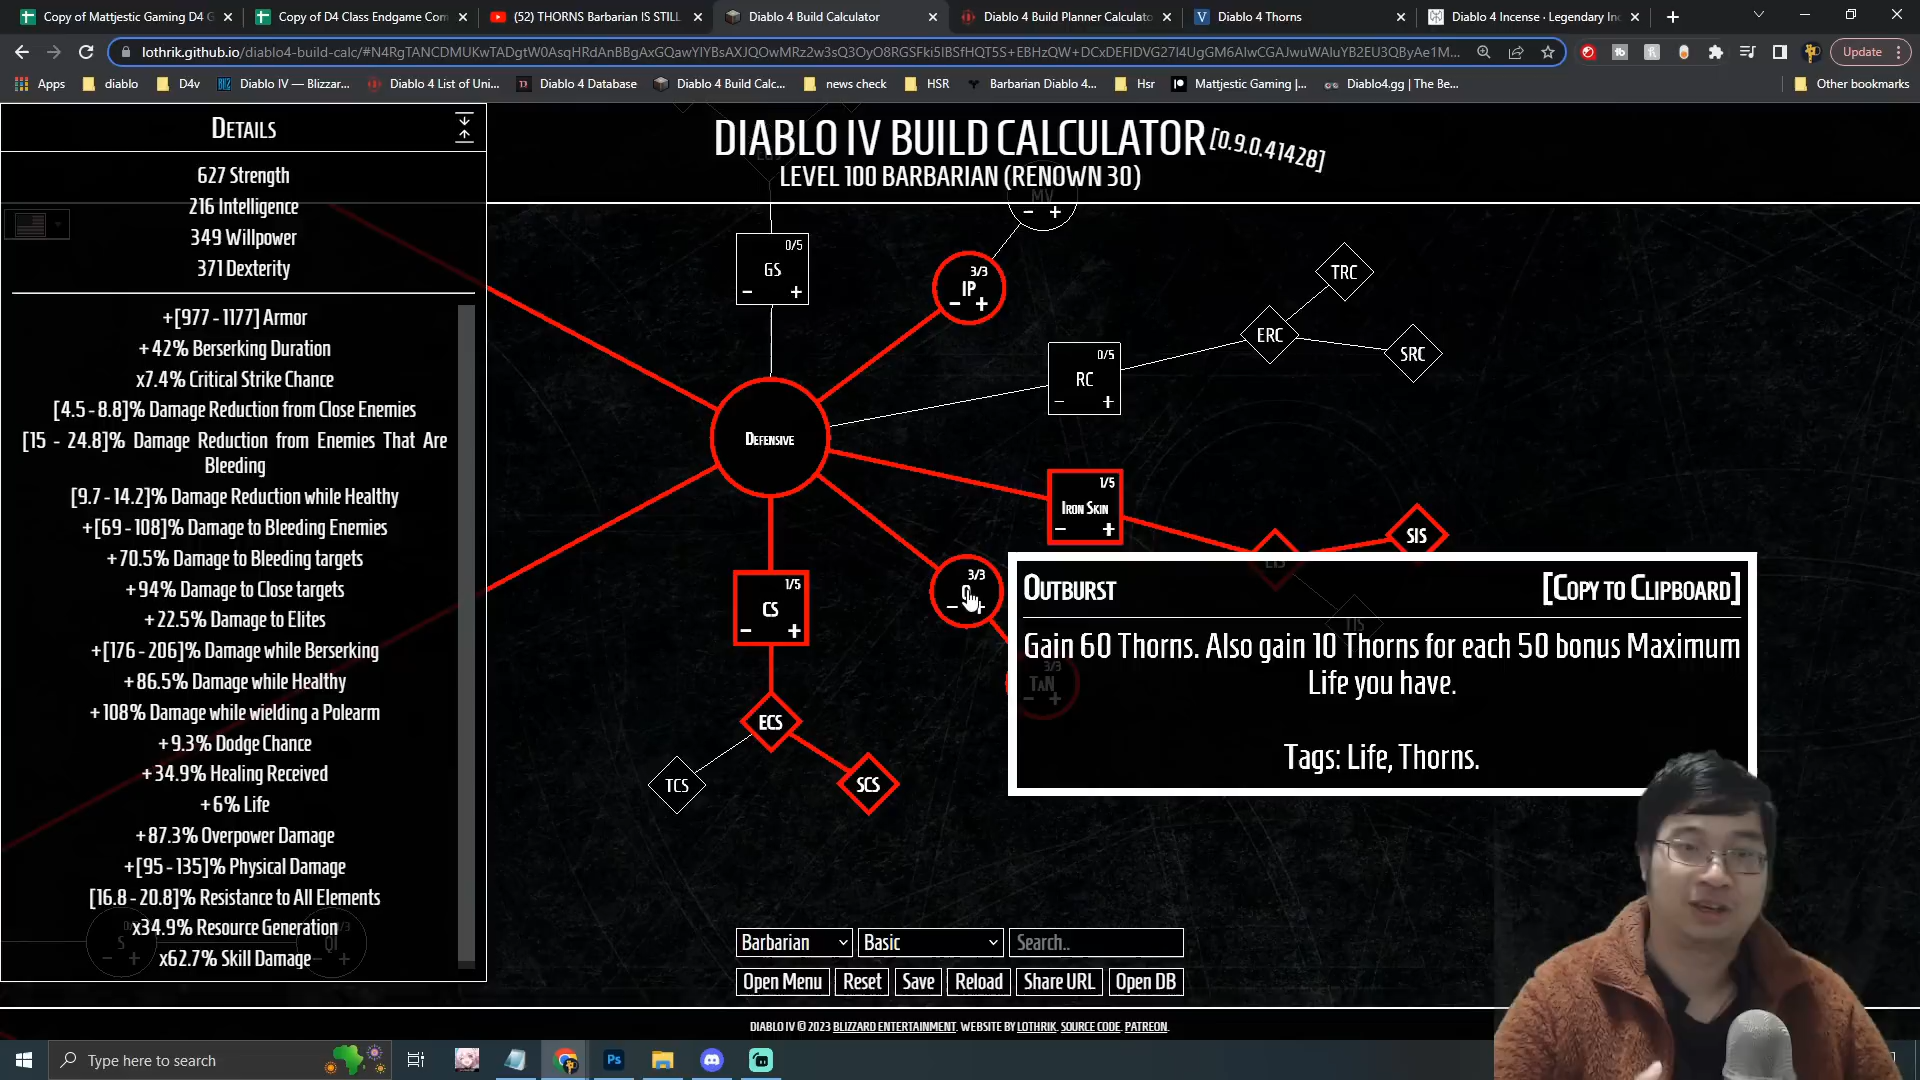 Copy of Mattjestic Gaming D4 G
Copy of D4 Class Endgame Com
(52) THORNS Barbarian IS STILL
Diablo 4 Build Calculator
Diablo 4 Build Planner Calculato
Diablo 4 Thorns
Diablo 4 Incense · Legendary Inc
lothrik.github.io/diablo4-build-calc/#N4RgTANCDMUKwTADgtW0AsqHRdAnBBgAxGQawYIYBsAXJQOwMRz2w3sQ3OyO8RGSFki5IBSfHQT5S+EBHzQW+DCxDEFIDVG27I4UgGM6AlwCGAJwuWAluYB2EU3QByAe1M...
Update
Apps
diablo
D4v
Diablo IV — Blizzar...
Diablo 4 List of Uni...
Diablo 4 Database
Diablo 4 Build Calc...
news check
HSR
Barbarian Diablo 4...
Hsr
Mattjestic Gaming |...
Diablo4.gg | The Be...
Other bookmarks
DETAILS
627 Strength
216 Intelligence
349 Willpower
371 Dexterity
+[977 - 1177] Armor
+42% Berserking Duration
x7.4% Critical Strike Chance
[4.5 - 8.8]% Damage Reduction from Close Enemies
[15 - 24.8]% Damage Reduction from Enemies That Are
Bleeding
[9.7 - 14.2]% Damage Reduction while Healthy
+[69 - 108]% Damage to Bleeding Enemies
+70.5% Damage to Bleeding targets
+94% Damage to Close targets
+22.5% Damage to Elites
+[176 - 206]% Damage while Berserking
+86.5% Damage while Healthy
+108% Damage while wielding a Polearm
+9.3% Dodge Chance
+34.9% Healing Received
+6% Life
+87.3% Overpower Damage
+[95 - 135]% Physical Damage
[16.8 - 20.8]% Resistance to All Elements
x34.9% Resource Generation
x62.7% Skill Damage
DIABLO IV BUILD CALCULATOR [0.9.0.41428]
LEVEL 100 BARBARIAN (RENOWN 30)
MV
- +
0/5
GS
- +
3/3
IP
- +
TRC
ERC
SRC
0/5
RC
- +
DEFENSIVE
1/5
IRON SKIN
- +
SIS
EIS
TIS
3/3
- +
1/5
CS
- +
3/3
TAN
- +
ECS
TCS
SCS
OUTBURST
[COPY TO CLIPBOARD]
Gain 60 Thorns. Also gain 10 Thorns for each 50 bonus Maximum
Life you have.
Tags: Life, Thorns.
S
- +
QI
- +
Barbarian
Basic
Search..
Open Menu
Reset
Save
Reload
Share URL
Open DB
DIABLO IV © 2023 BLIZZARD ENTERTAINMENT. WEBSITE BY LOTHRIK. SOURCE CODE. PATREON.
Type here to search
Ps